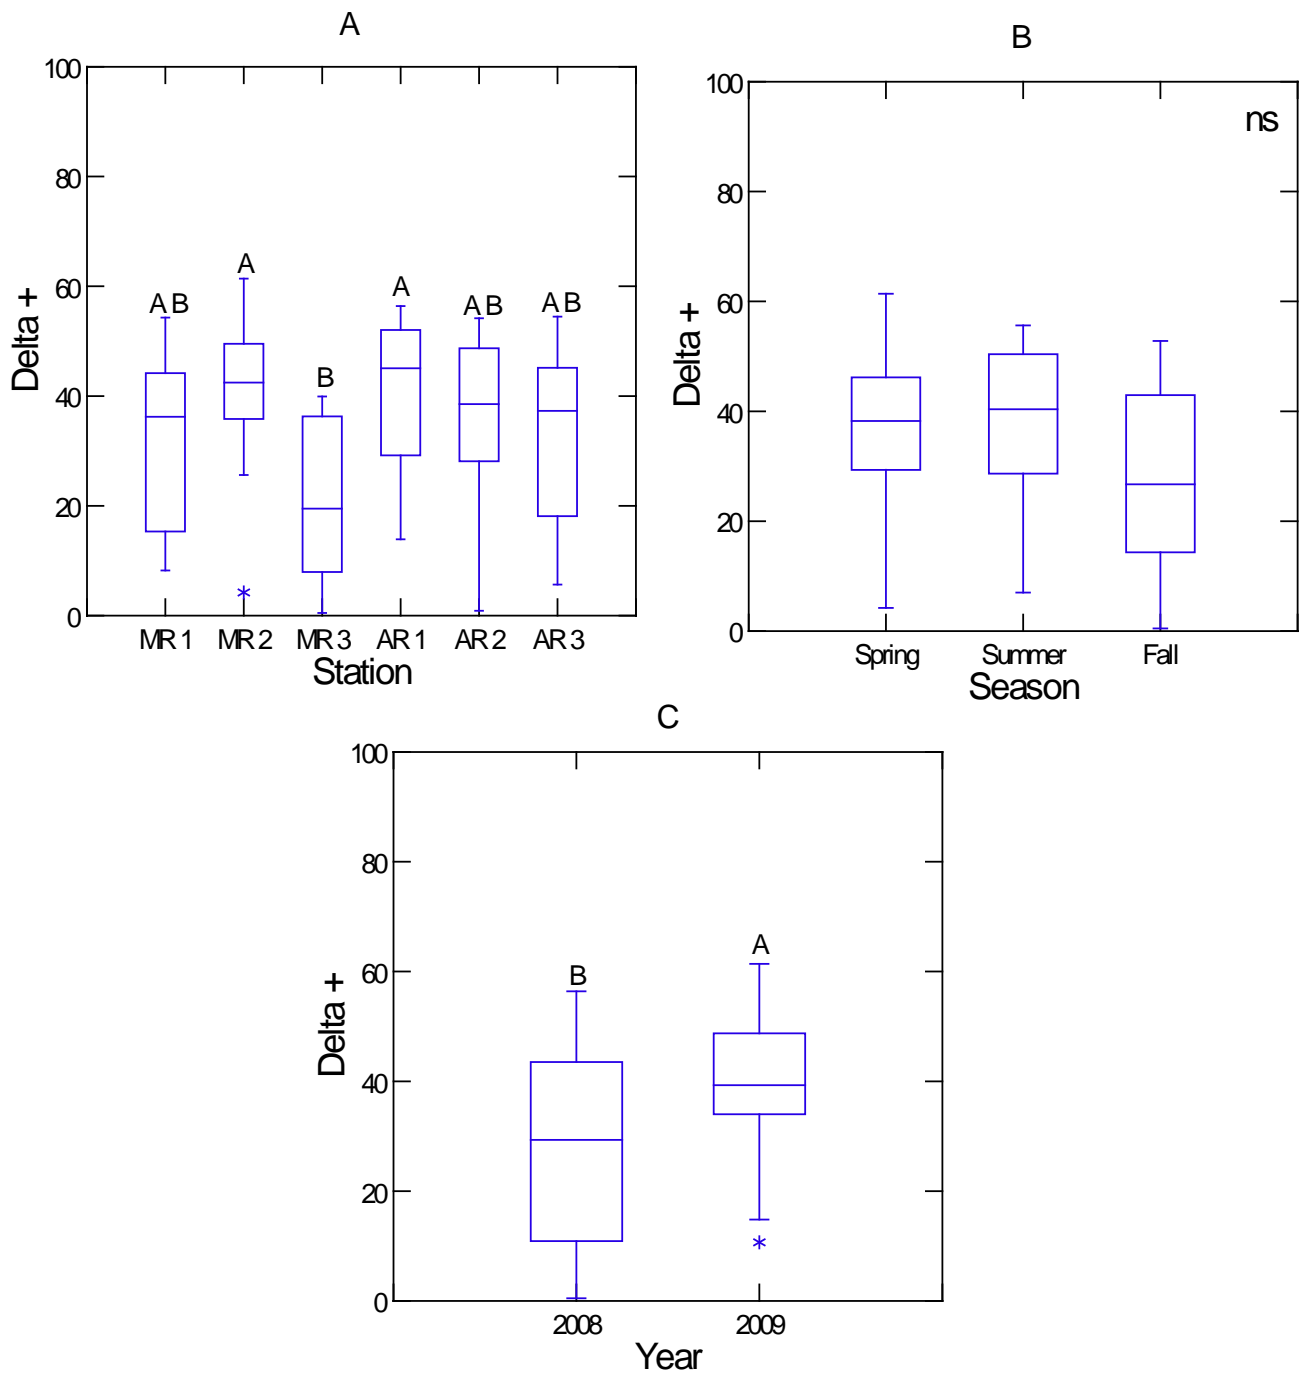 A
100
80
60
40
20
0
Delta +
A B
A
B
A
A B
A B
MR 1 MR 2 MR 3 AR 1 AR 2 AR 3
Station
B
100
80
60
40
20
0
Delta +
ns
Spring Summer Fall
Season
C
100
80
60
40
20
0
Delta +
B
A
2008 2009
Year